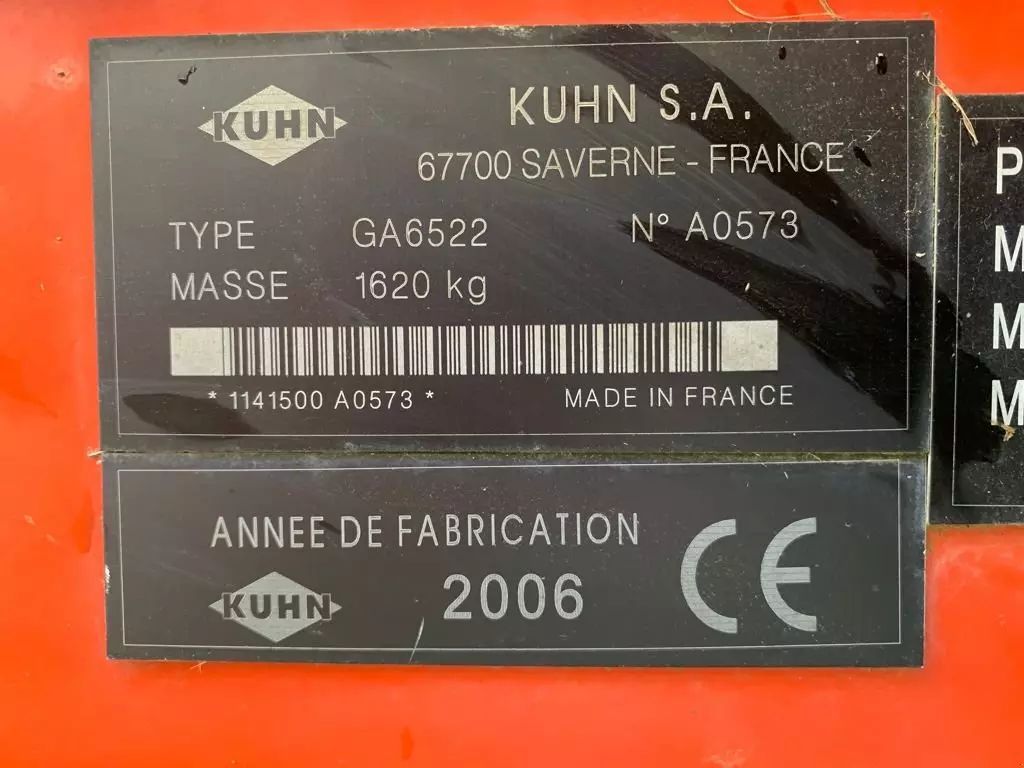 KUHN
KUHN S.A.
67700 SAVERNE - FRANCE
TYPE GA6522 N° A0573
MASSE 1620 kg
* 1141500 A0573 *
MADE IN FRANCE
ANNEE DE FABRICATION
KUHN
2006
CE
P
M
M
M